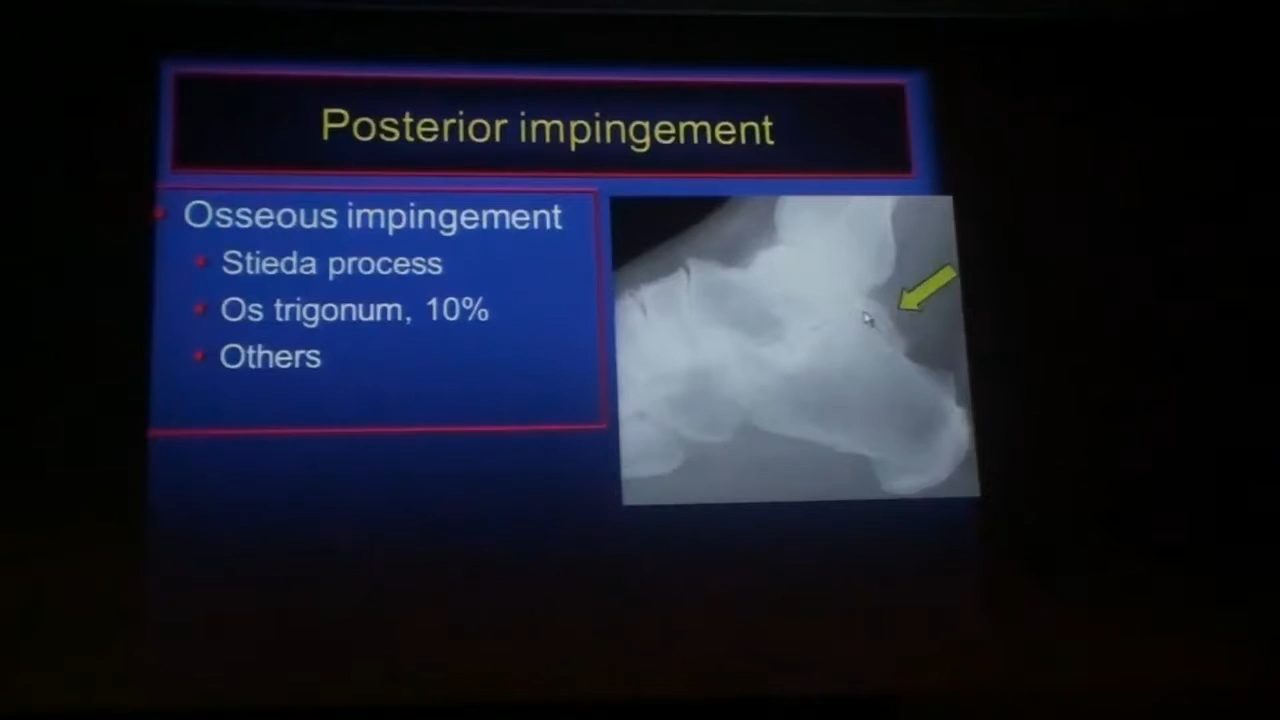 Posterior impingement
Osseous impingement
Stieda process
Os trigonum, 10%
Others